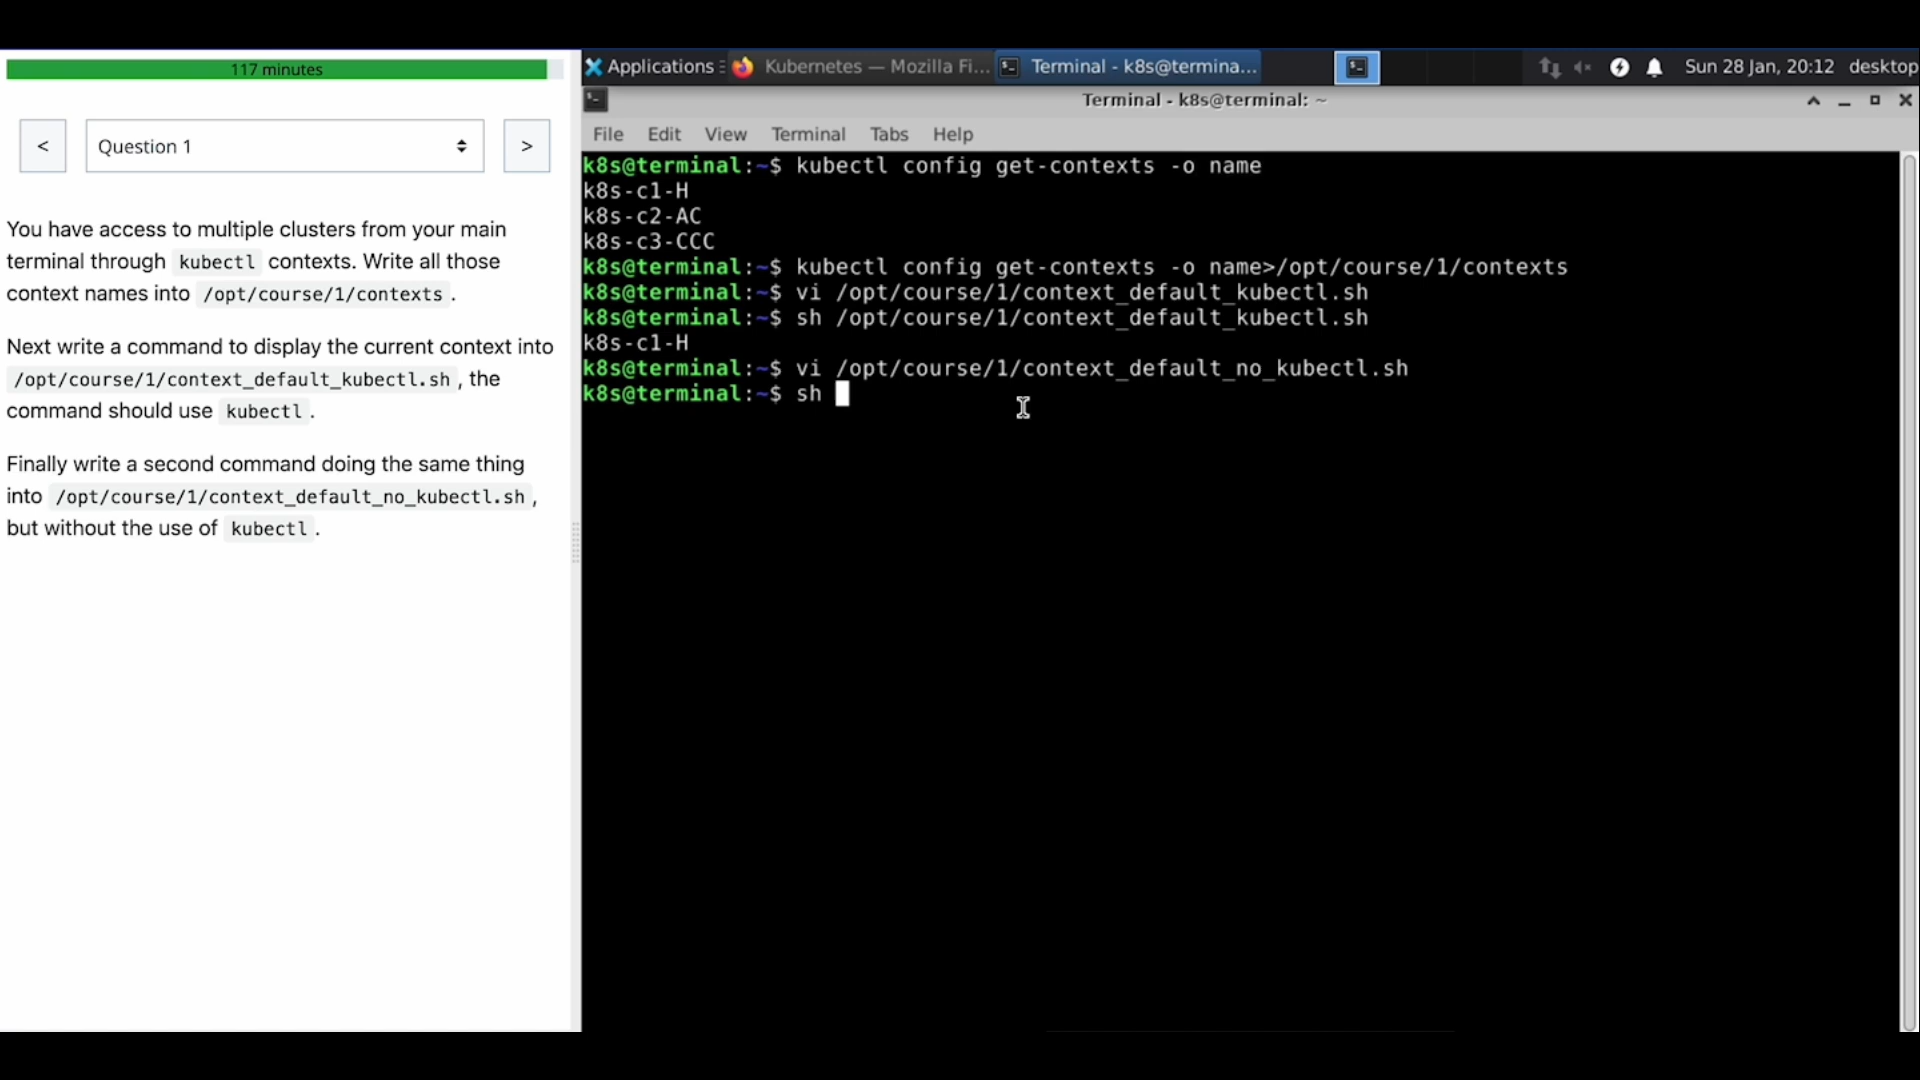 117 minutes
Applications
Kubernetes — Mozilla Fi...
Terminal - k8s@termina...
Sun 28 Jan, 20:12 desktop
Terminal - k8s@terminal: ~
< Question 1 >
File Edit View Terminal Tabs Help
You have access to multiple clusters from your main
terminal through kubectl contexts. Write all those
context names into /opt/course/1/contexts .
Next write a command to display the current context into
/opt/course/1/context_default_kubectl.sh , the
command should use kubectl .
Finally write a second command doing the same thing
into /opt/course/1/context_default_no_kubectl.sh ,
but without the use of kubectl .
k8s@terminal:~$ kubectl config get-contexts -o name
k8s-c1-H
k8s-c2-AC
k8s-c3-CCC
k8s@terminal:~$ kubectl config get-contexts -o name>/opt/course/1/contexts
k8s@terminal:~$ vi /opt/course/1/context_default_kubectl.sh
k8s@terminal:~$ sh /opt/course/1/context_default_kubectl.sh
k8s-c1-H
k8s@terminal:~$ vi /opt/course/1/context_default_no_kubectl.sh
k8s@terminal:~$ sh